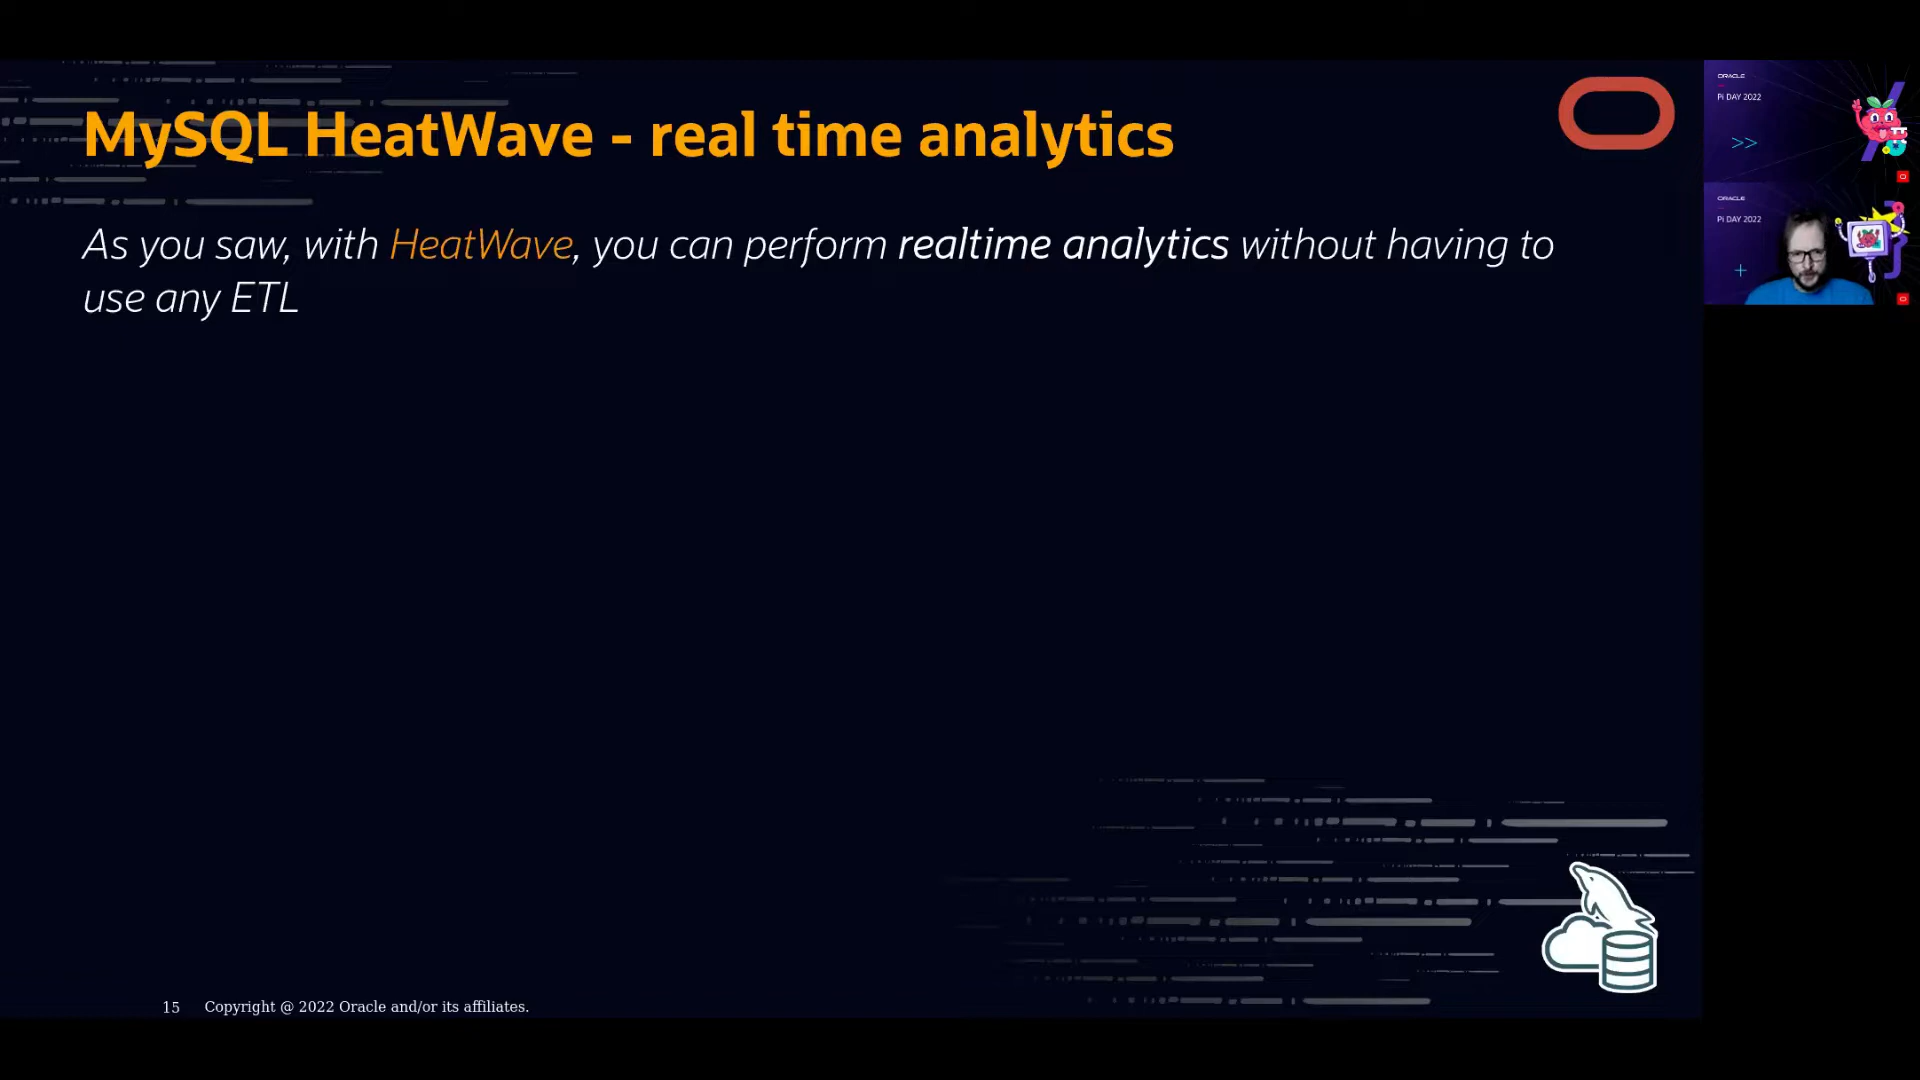 MySQL HeatWave - real time analytics
As you saw, with HeatWave, you can perform realtime analytics without having to
use any ETL
15 Copyright @ 2022 Oracle and/or its affiliates.
ORACLE
Pi DAY 2022
>>
ORACLE
Pi DAY 2022
+